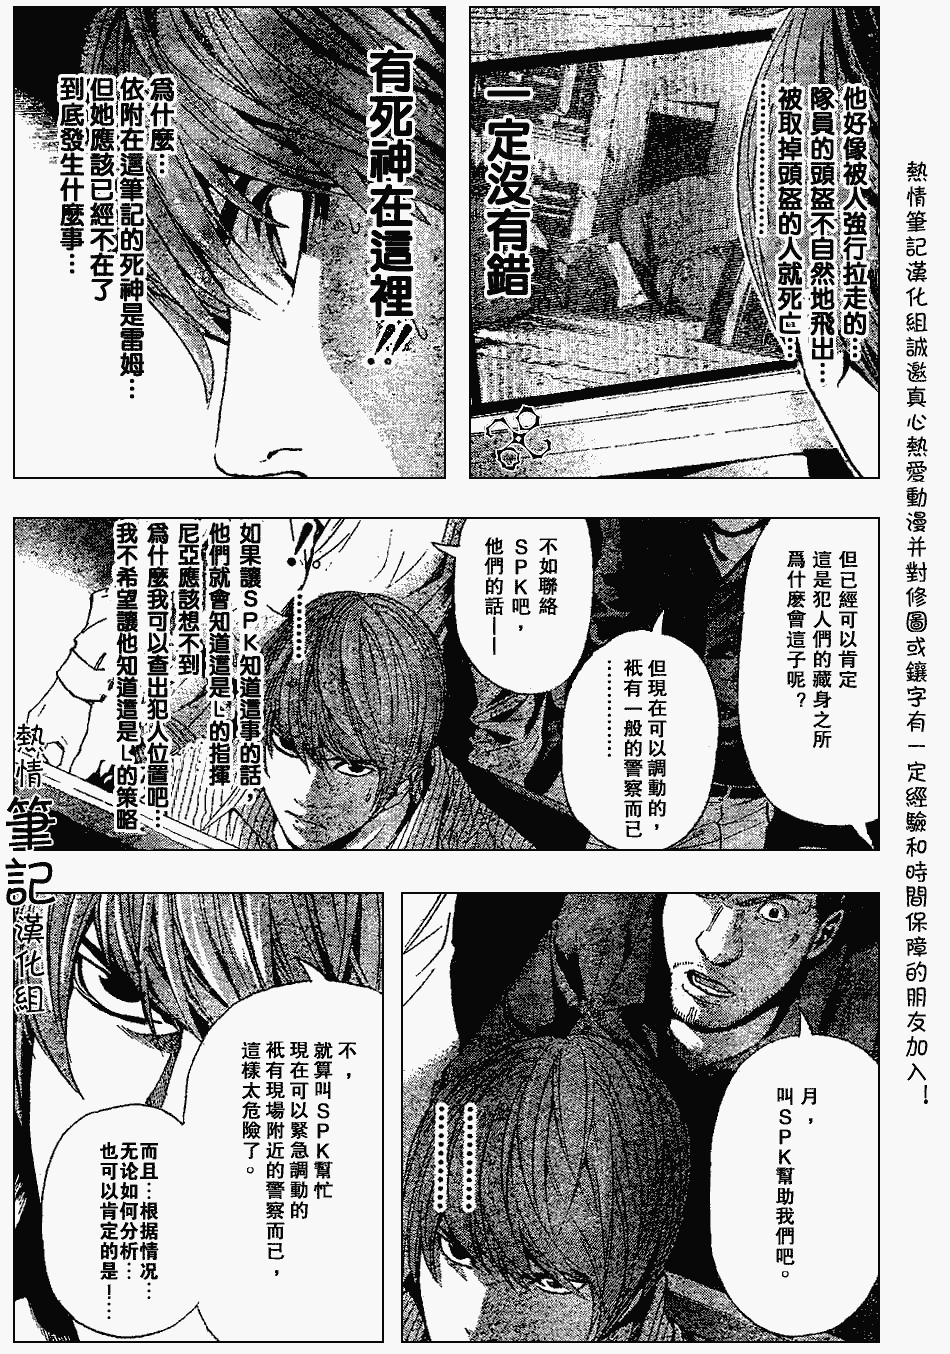 他好像被人強行拉走的…
隊員的頭盔不自然地飛出…
被取掉頭盔的人就死亡…
………………
一定沒有錯
有死神在這裡!!
為什麼…
依附在這筆記的死神是雷姆…
但她應該已經不在了
到底發生什麼事…
但已經可以肯定
這是犯人們的藏身之所
爲什麽會這子呢？
但現在可以調動的，
衹有一般的警察而已
……………
不如聯絡
SPK吧，
他們的話——
!
………
如果讓SPK知道這事的話，
他們就會知道這是L的指揮
尼亞應該想不到
爲什麼我可以查出犯人位置吧…
我不希望讓他知道這是L的策略
月，
叫SPK幫助我們吧。
………
………
不，
就算叫SPK幫忙
現在可以緊急調動的
衹有現場附近的警察而已，
這樣太危險了。
而且…根据情况…
无论如何分析…
也可以肯定的是!…
熱情筆記漢化組誠邀真心熱愛動漫并對修圖或鑲字有一定經驗和時間保障的朋友加入！
熱情
筆記
漢化組